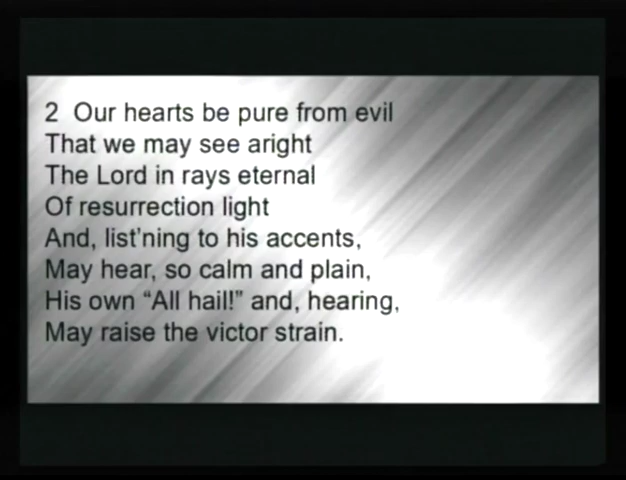 2 Our hearts be pure from evil
That we may see aright
The Lord in rays eternal
Of resurrection light
And, list'ning to his accents,
May hear, so calm and plain,
His own “All hail!” and, hearing,
May raise the victor strain.